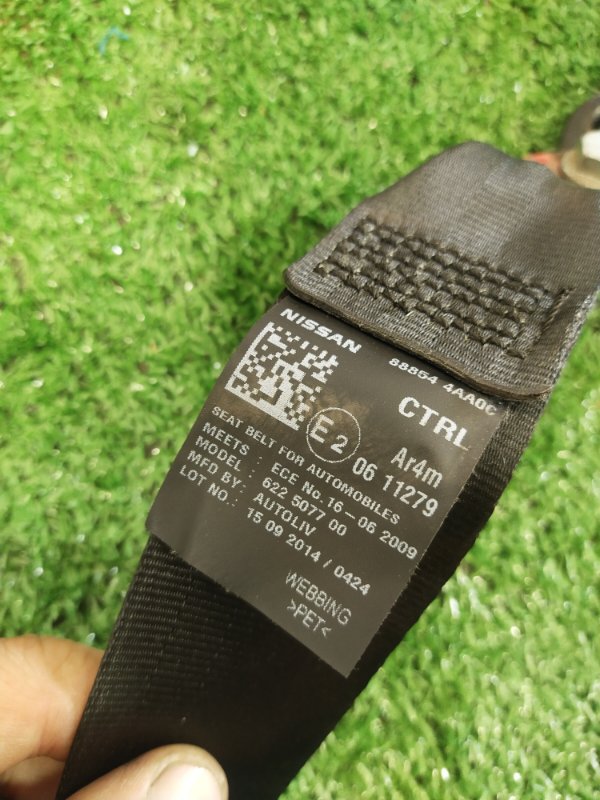 NISSAN 88854 4AA0C
CTRL
E 2 Ar4m
06 11279
SEAT BELT FOR AUTOMOBILES
MEETS : ECE No. 16-06 2009
MODEL : 622 5077 00
MFD BY: AUTOLIV
LOT NO.: 15 09 2014 / 0424
WEBBING
>PET<